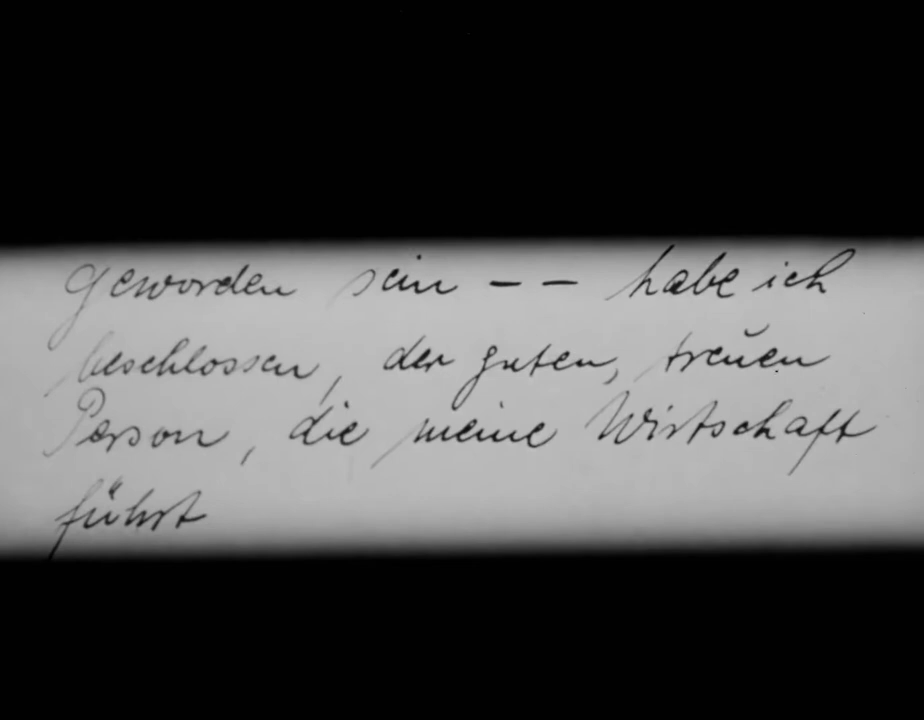 geworden sein – – habe ich
beschlossen, der guten, treuen
Person, die meine Wirtschaft
führt